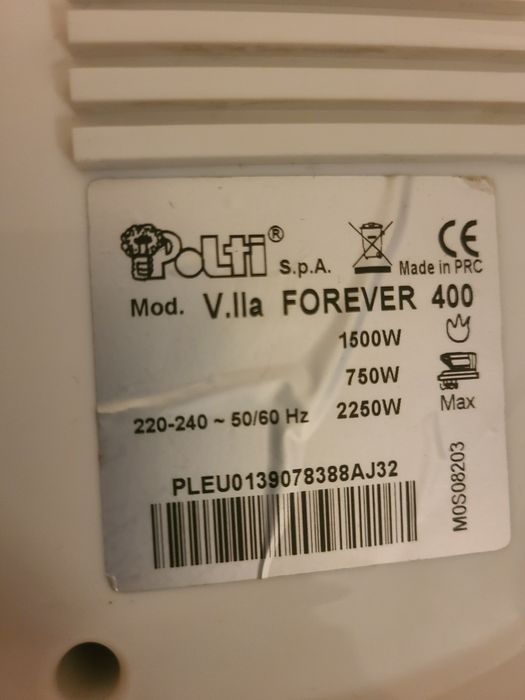 Polti® S.p.A. Made in PRC
Mod. V.lla FOREVER 400
1500W
750W
220-240 ~ 50/60 Hz 2250W Max
PLEU0139078388AJ32
M0S08203